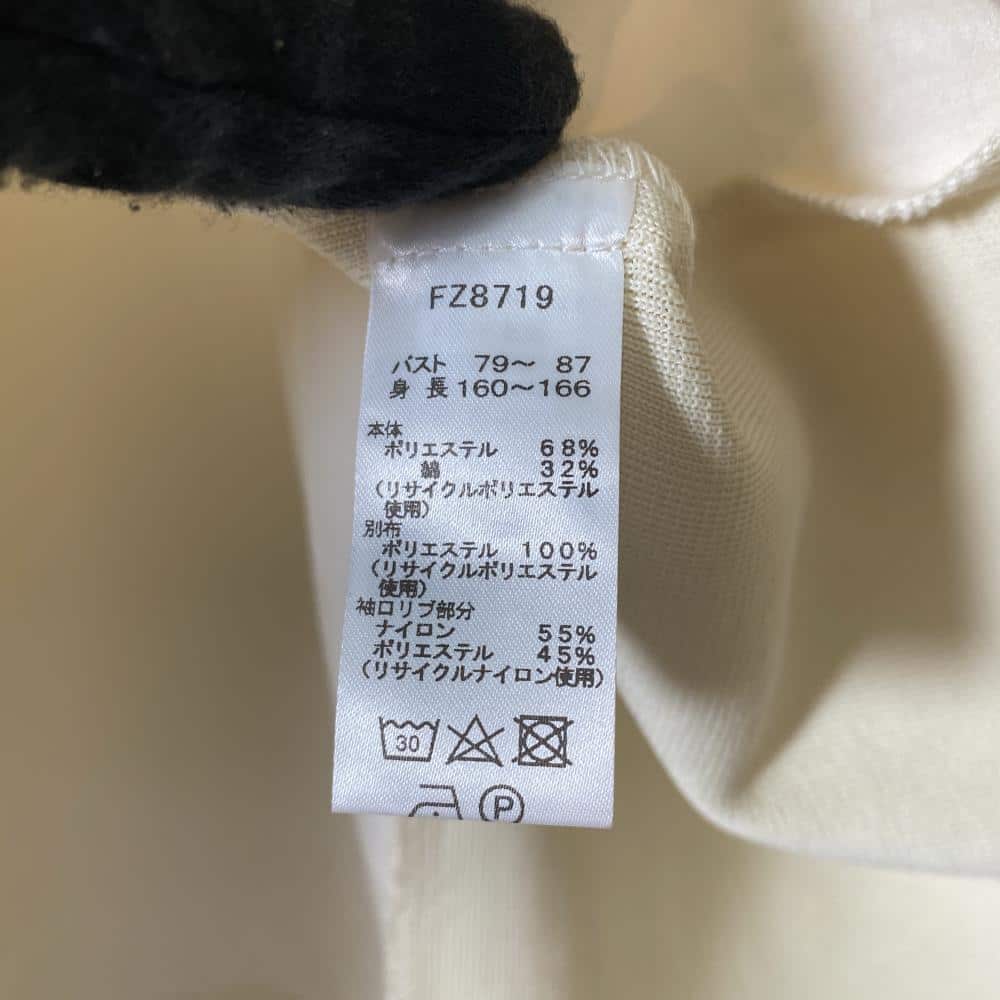 FZ8719
バスト 79～ 87
身 長 160～166
本体
ポリエステル 68%
綿 32%
(リサイクルポリエステル
使用)
別布
ポリエステル 100%
(リサイクルポリエステル
使用)
袖口リブ部分
ナイロン 55%
ポリエステル 45%
(リサイクルナイロン使用)
30
P